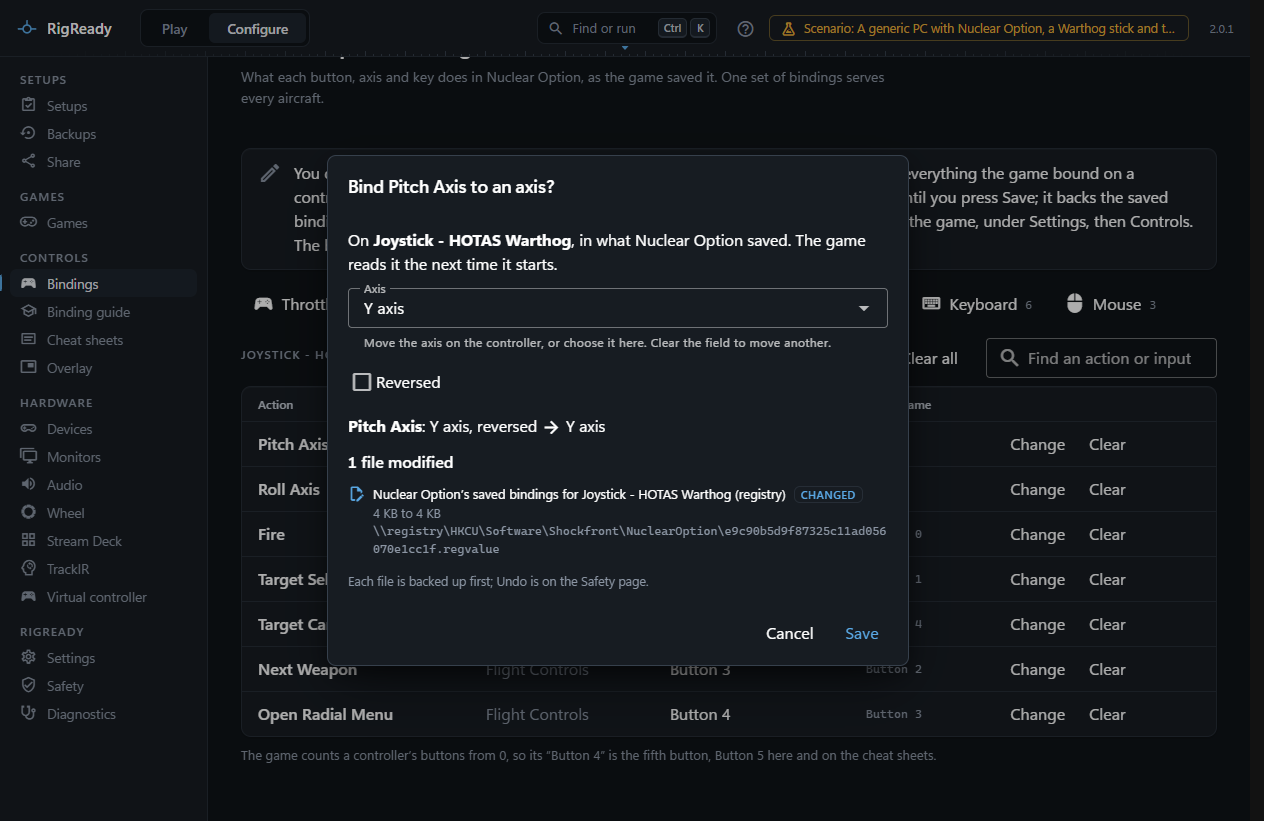 RigReady
Play
Configure
Find or run
Ctrl
K
Scenario: A generic PC with Nuclear Option, a Warthog stick and t...
2.0.1
SETUPS
Setups
Backups
Share
GAMES
Games
CONTROLS
Bindings
Binding guide
Cheat sheets
Overlay
HARDWARE
Devices
Monitors
Audio
Wheel
Stream Deck
TrackIR
Virtual controller
RIGREADY
Settings
Safety
Diagnostics
What each button, axis and key does in Nuclear Option, as the game saved it. One set of bindings serves
every aircraft.
You
everything the game bound on a
until you press Save; it backs the saved
the game, under Settings, then Controls.
The
Keyboard 6
Mouse 3
Clear all
Find an action or input
Action
Pitch Axis
Change
Clear
Roll Axis
Change
Clear
Fire
0
Change
Clear
1
Change
Clear
4
Change
Clear
Next Weapon
Flight Controls
Button 3
Button 2
Change
Clear
Open Radial Menu
Flight Controls
Button 4
Button 3
Change
Clear
The game counts a controller's buttons from 0, so its “Button 4” is the fifth button, Button 5 here and on the cheat sheets.
Bind Pitch Axis to an axis?
On Joystick - HOTAS Warthog, in what Nuclear Option saved. The game
reads it the next time it starts.
Axis
Y axis
Move the axis on the controller, or choose it here. Clear the field to move another.
Reversed
Pitch Axis: Y axis, reversed → Y axis
1 file modified
Nuclear Option's saved bindings for Joystick - HOTAS Warthog (registry)
CHANGED
4 KB to 4 KB
\\registry\HKCU\Software\Shockfront\NuclearOption\e9c90b5d9f87325c11ad056
070e1cc1f.regvalue
Each file is backed up first; Undo is on the Safety page.
Cancel
Save